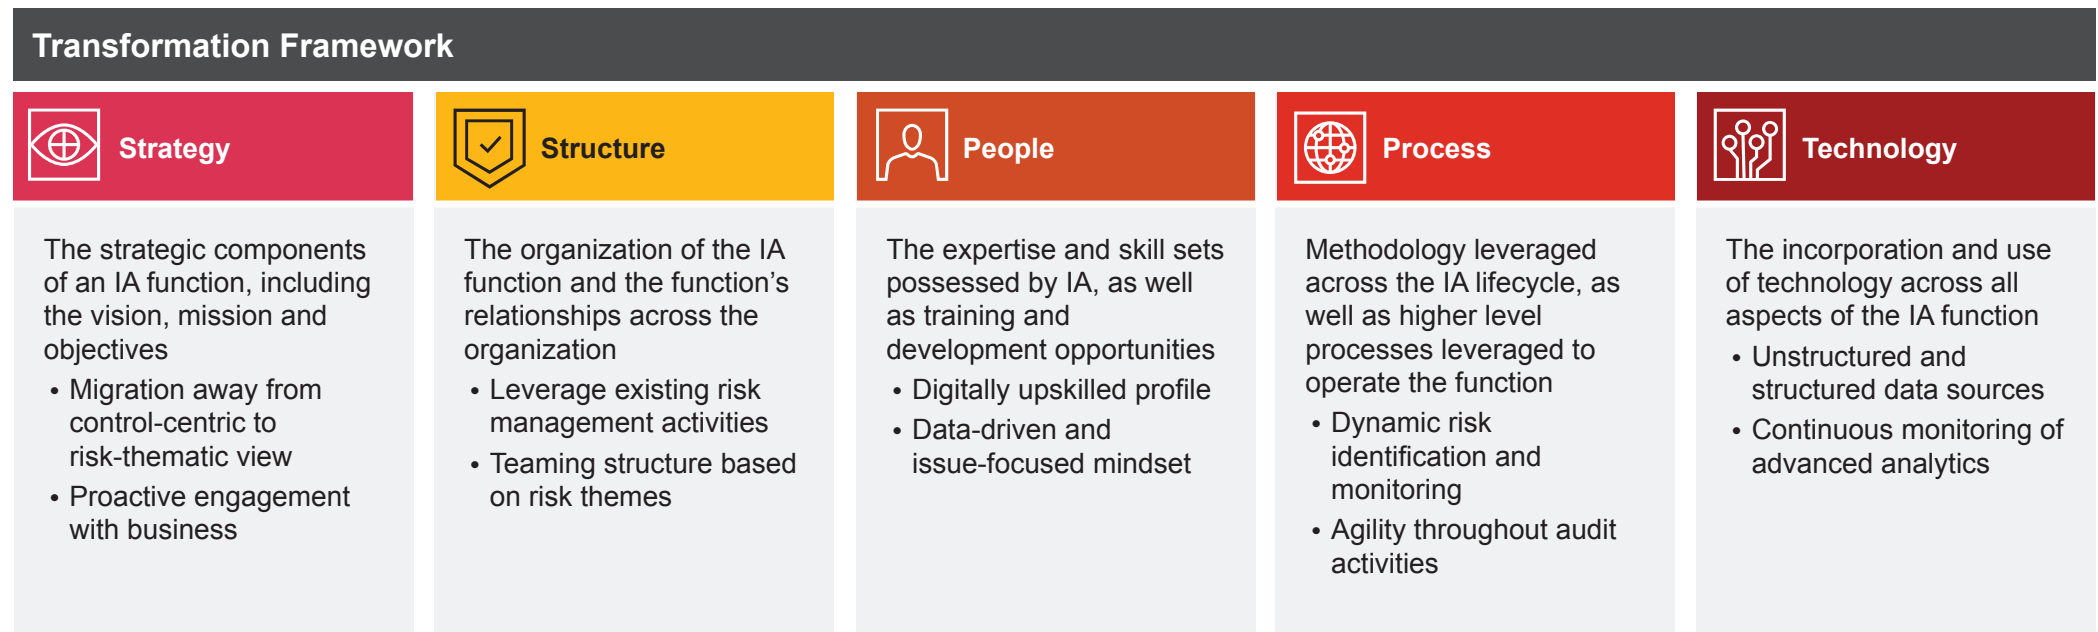 Transformation Framework
Strategy
The strategic components
of an IA function, including
the vision, mission and
objectives
• Migration away from
control-centric to
risk-thematic view
• Proactive engagement
with business
Structure
The organization of the IA
function and the function’s
relationships across the
organization
• Leverage existing risk
management activities
• Teaming structure based
on risk themes
People
The expertise and skill sets
possessed by IA, as well
as training and
development opportunities
• Digitally upskilled profile
• Data-driven and
issue-focused mindset
Process
Methodology leveraged
across the IA lifecycle, as
well as higher level
processes leveraged to
operate the function
• Dynamic risk
identification and
monitoring
• Agility throughout audit
activities
Technology
The incorporation and use
of technology across all
aspects of the IA function
• Unstructured and
structured data sources
• Continuous monitoring of
advanced analytics